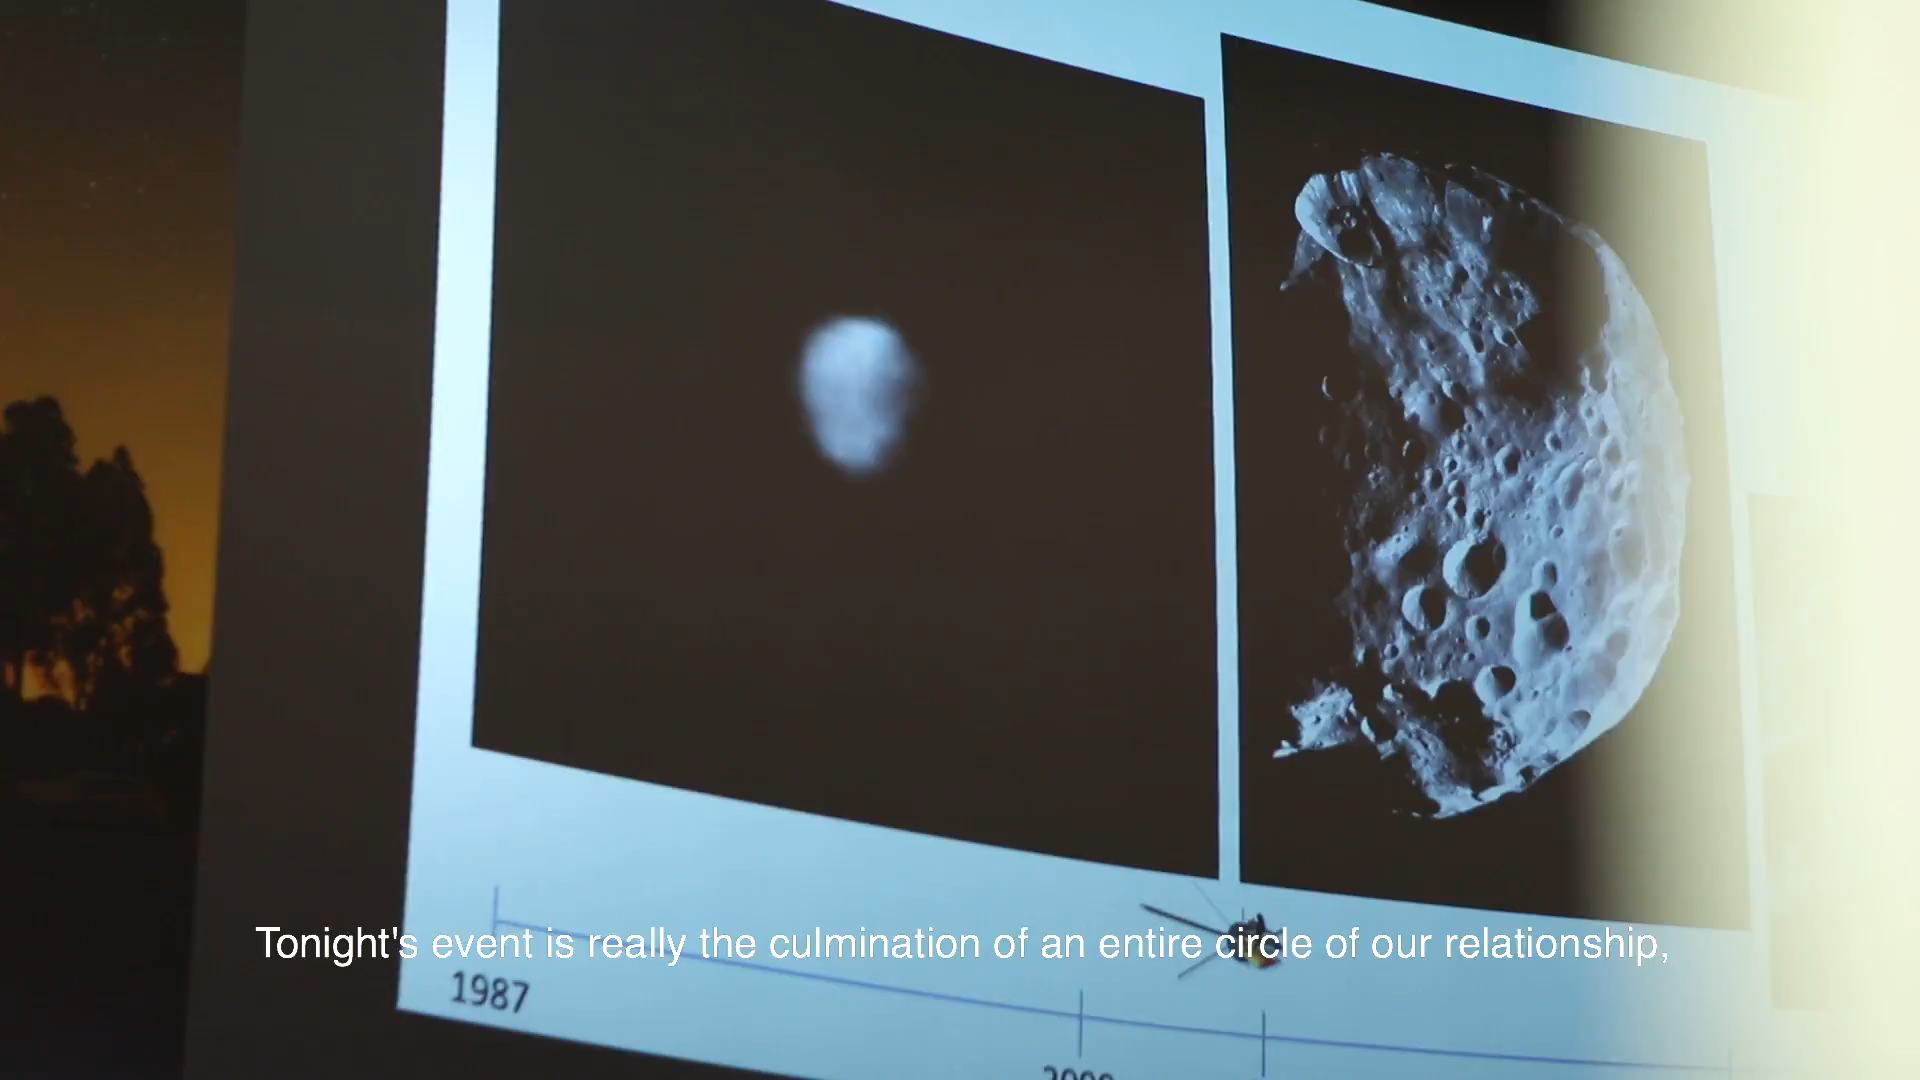 Tonight's event is really the culmination of an entire circle of our relationship,
1987